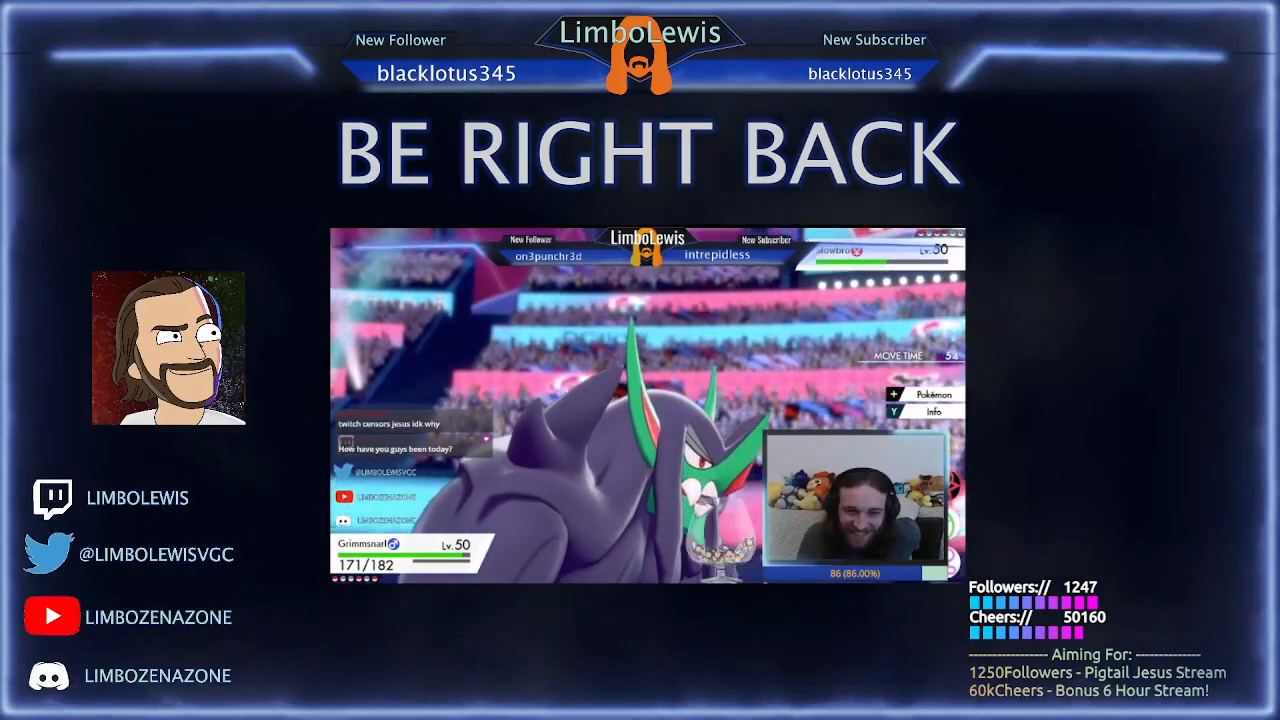 LimboLewis
New Follower
New Subscriber
blacklotus345
blacklotus345
BE RIGHT BACK
New Follower
LimboLewis
New Subscriber
on3punchr3d
intrepidless
Slowbro
Lv. 50
MOVE TIME 54
+ Pokémon
Y Info
twitch censors jesus idk why
How have you guys been today?
@LIMBOLEWISVGC
LIMBOZENAZONE
LIMBOZENAZONE
Grimmsnarl
Lv. 50
171/182
86 (86.00%)
LIMBOLEWIS
@LIMBOLEWISVGC
LIMBOZENAZONE
LIMBOZENAZONE
Followers:// 1247
Cheers:// 50160
----------------- Aiming For: --------------
1250Followers - Pigtail Jesus Stream
60kCheers - Bonus 6 Hour Stream!